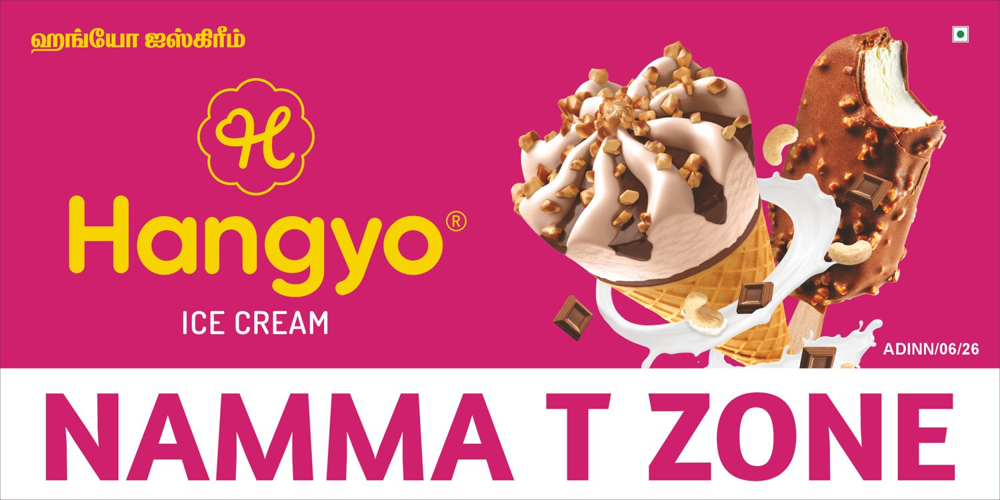 ஹங்யோ ஐஸ்கிரீம்
H
Hangyo®
ICE CREAM
ADINN/06/26
NAMMA T ZONE